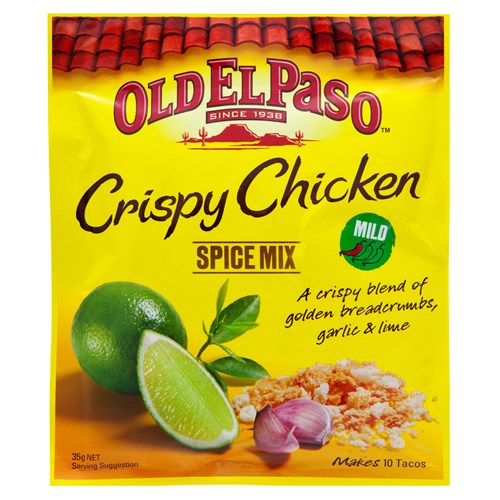 OLD EL PASO
SINCE 1938
™
Crispy Chicken
SPICE MIX
MILD
A crispy blend of
golden breadcrumbs,
garlic & lime
35g NET
Serving Suggestion
Makes 10 Tacos